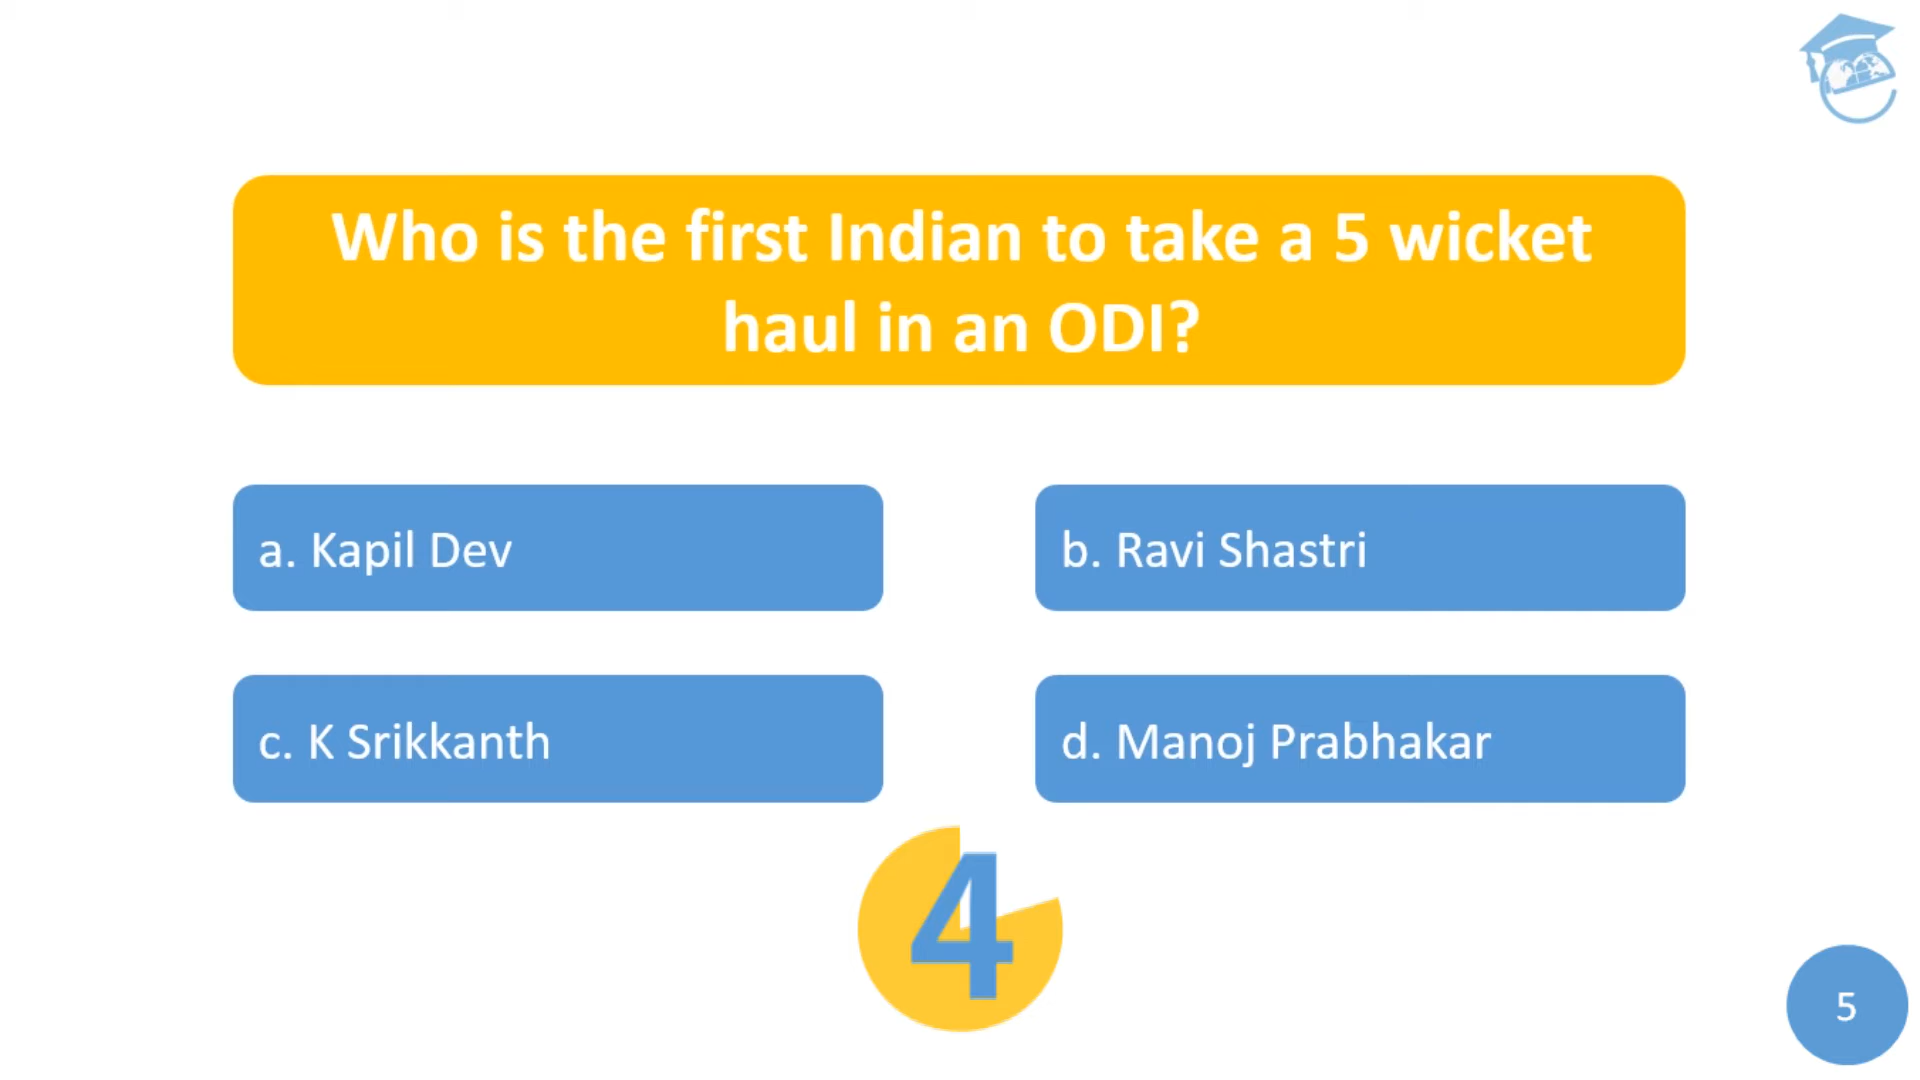 Who is the first Indian to take a 5 wicket
haul in an ODI?
a. Kapil Dev
b. Ravi Shastri
c. K Srikkanth
d. Manoj Prabhakar
4
5